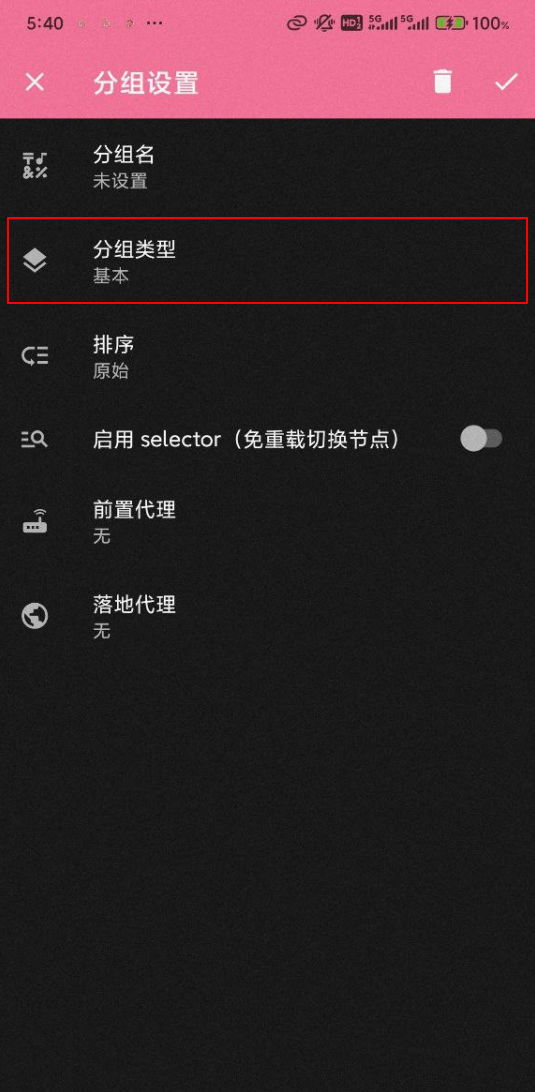 5:40
HD 5G 5G 100%
分组设置
分组名
未设置
分组类型
基本
排序
原始
启用 selector（免重载切换节点）
前置代理
无
落地代理
无